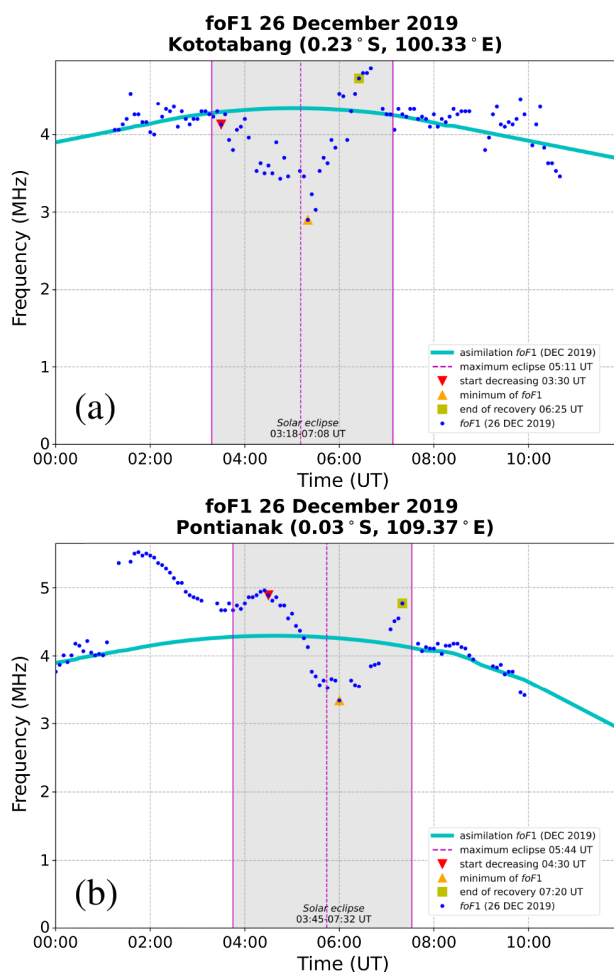 foF1 26 December 2019
Kototabang (0.23°S, 100.33°E)
4
3
2
1
0
Frequency (MHz)
(a)
asimilation foF1 (DEC 2019)
maximum eclipse 05:11 UT
start decreasing 03:30 UT
minimum of foF1
end of recovery 06:25 UT
foF1 (26 DEC 2019)
Solar eclipse
03:18-07:08 UT
00:00 02:00 04:00 06:00 08:00 10:00
Time (UT)
foF1 26 December 2019
Pontianak (0.03°S, 109.37°E)
5
4
3
2
1
0
Frequency (MHz)
(b)
asimilation foF1 (DEC 2019)
maximum eclipse 05:44 UT
start decreasing 04:30 UT
minimum of foF1
end of recovery 07:20 UT
foF1 (26 DEC 2019)
Solar eclipse
03:45-07:32 UT
00:00 02:00 04:00 06:00 08:00 10:00
Time (UT)